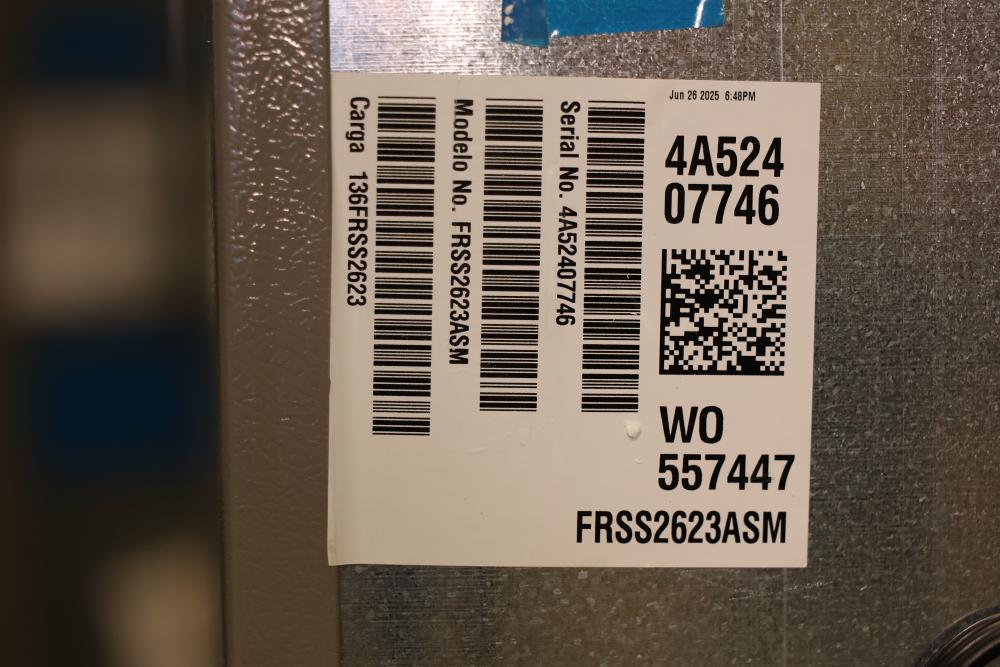 Jun 26 2025 6:48PM
4A524
07746
WO
557447
FRSS2623ASM
Serial No. 4A52407746
Modelo No. FRSS2623ASM
Carga 136FRSS2623